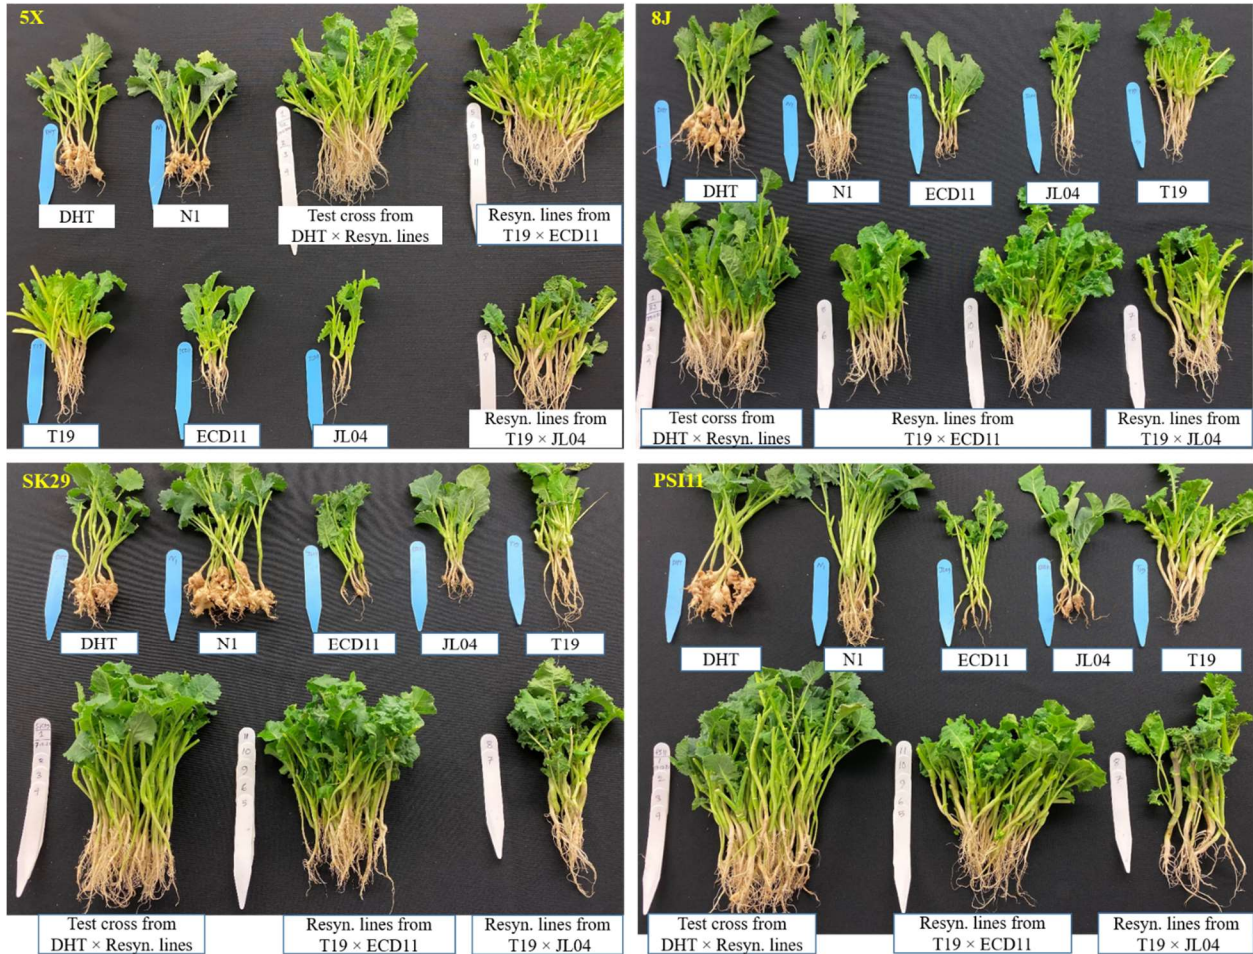 5X
DHT
N1
Test cross from
DHT × Resyn. lines
Resyn. lines from
T19 × ECD11
T19
ECD11
JL04
Resyn. lines from
T19 × JL04
8J
DHT
N1
ECD11
JL04
T19
Test corss from
DHT × Resyn. lines
Resyn. lines from
T19 × ECD11
Resyn. lines from
T19 × JL04
SK29
DHT
N1
ECD11
JL04
T19
Test cross from
DHT × Resyn. lines
Resyn. lines from
T19 × ECD11
Resyn. lines from
T19 × JL04
PSI11
DHT
N1
ECD11
JL04
T19
Test cross from
DHT × Resyn. lines
Resyn. lines from
T19 × ECD11
Resyn. lines from
T19 × JL04